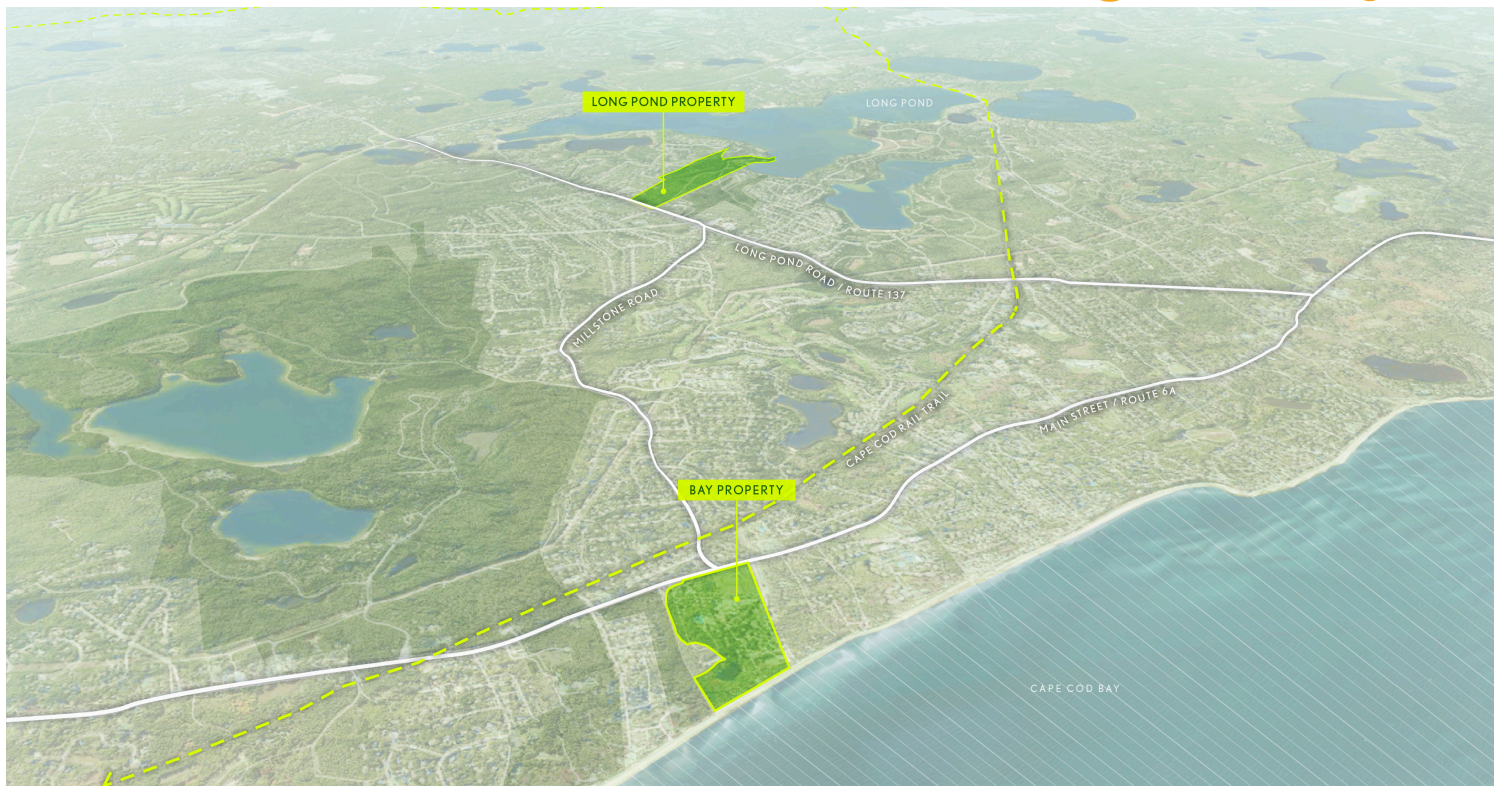 LONG POND PROPERTY
LONG POND
LONG POND ROAD / ROUTE 137
MILLSTONE ROAD
MAIN STREET / ROUTE 6A
CAPE COD RAIL TRAIL
BAY PROPERTY
CAPE COD BAY